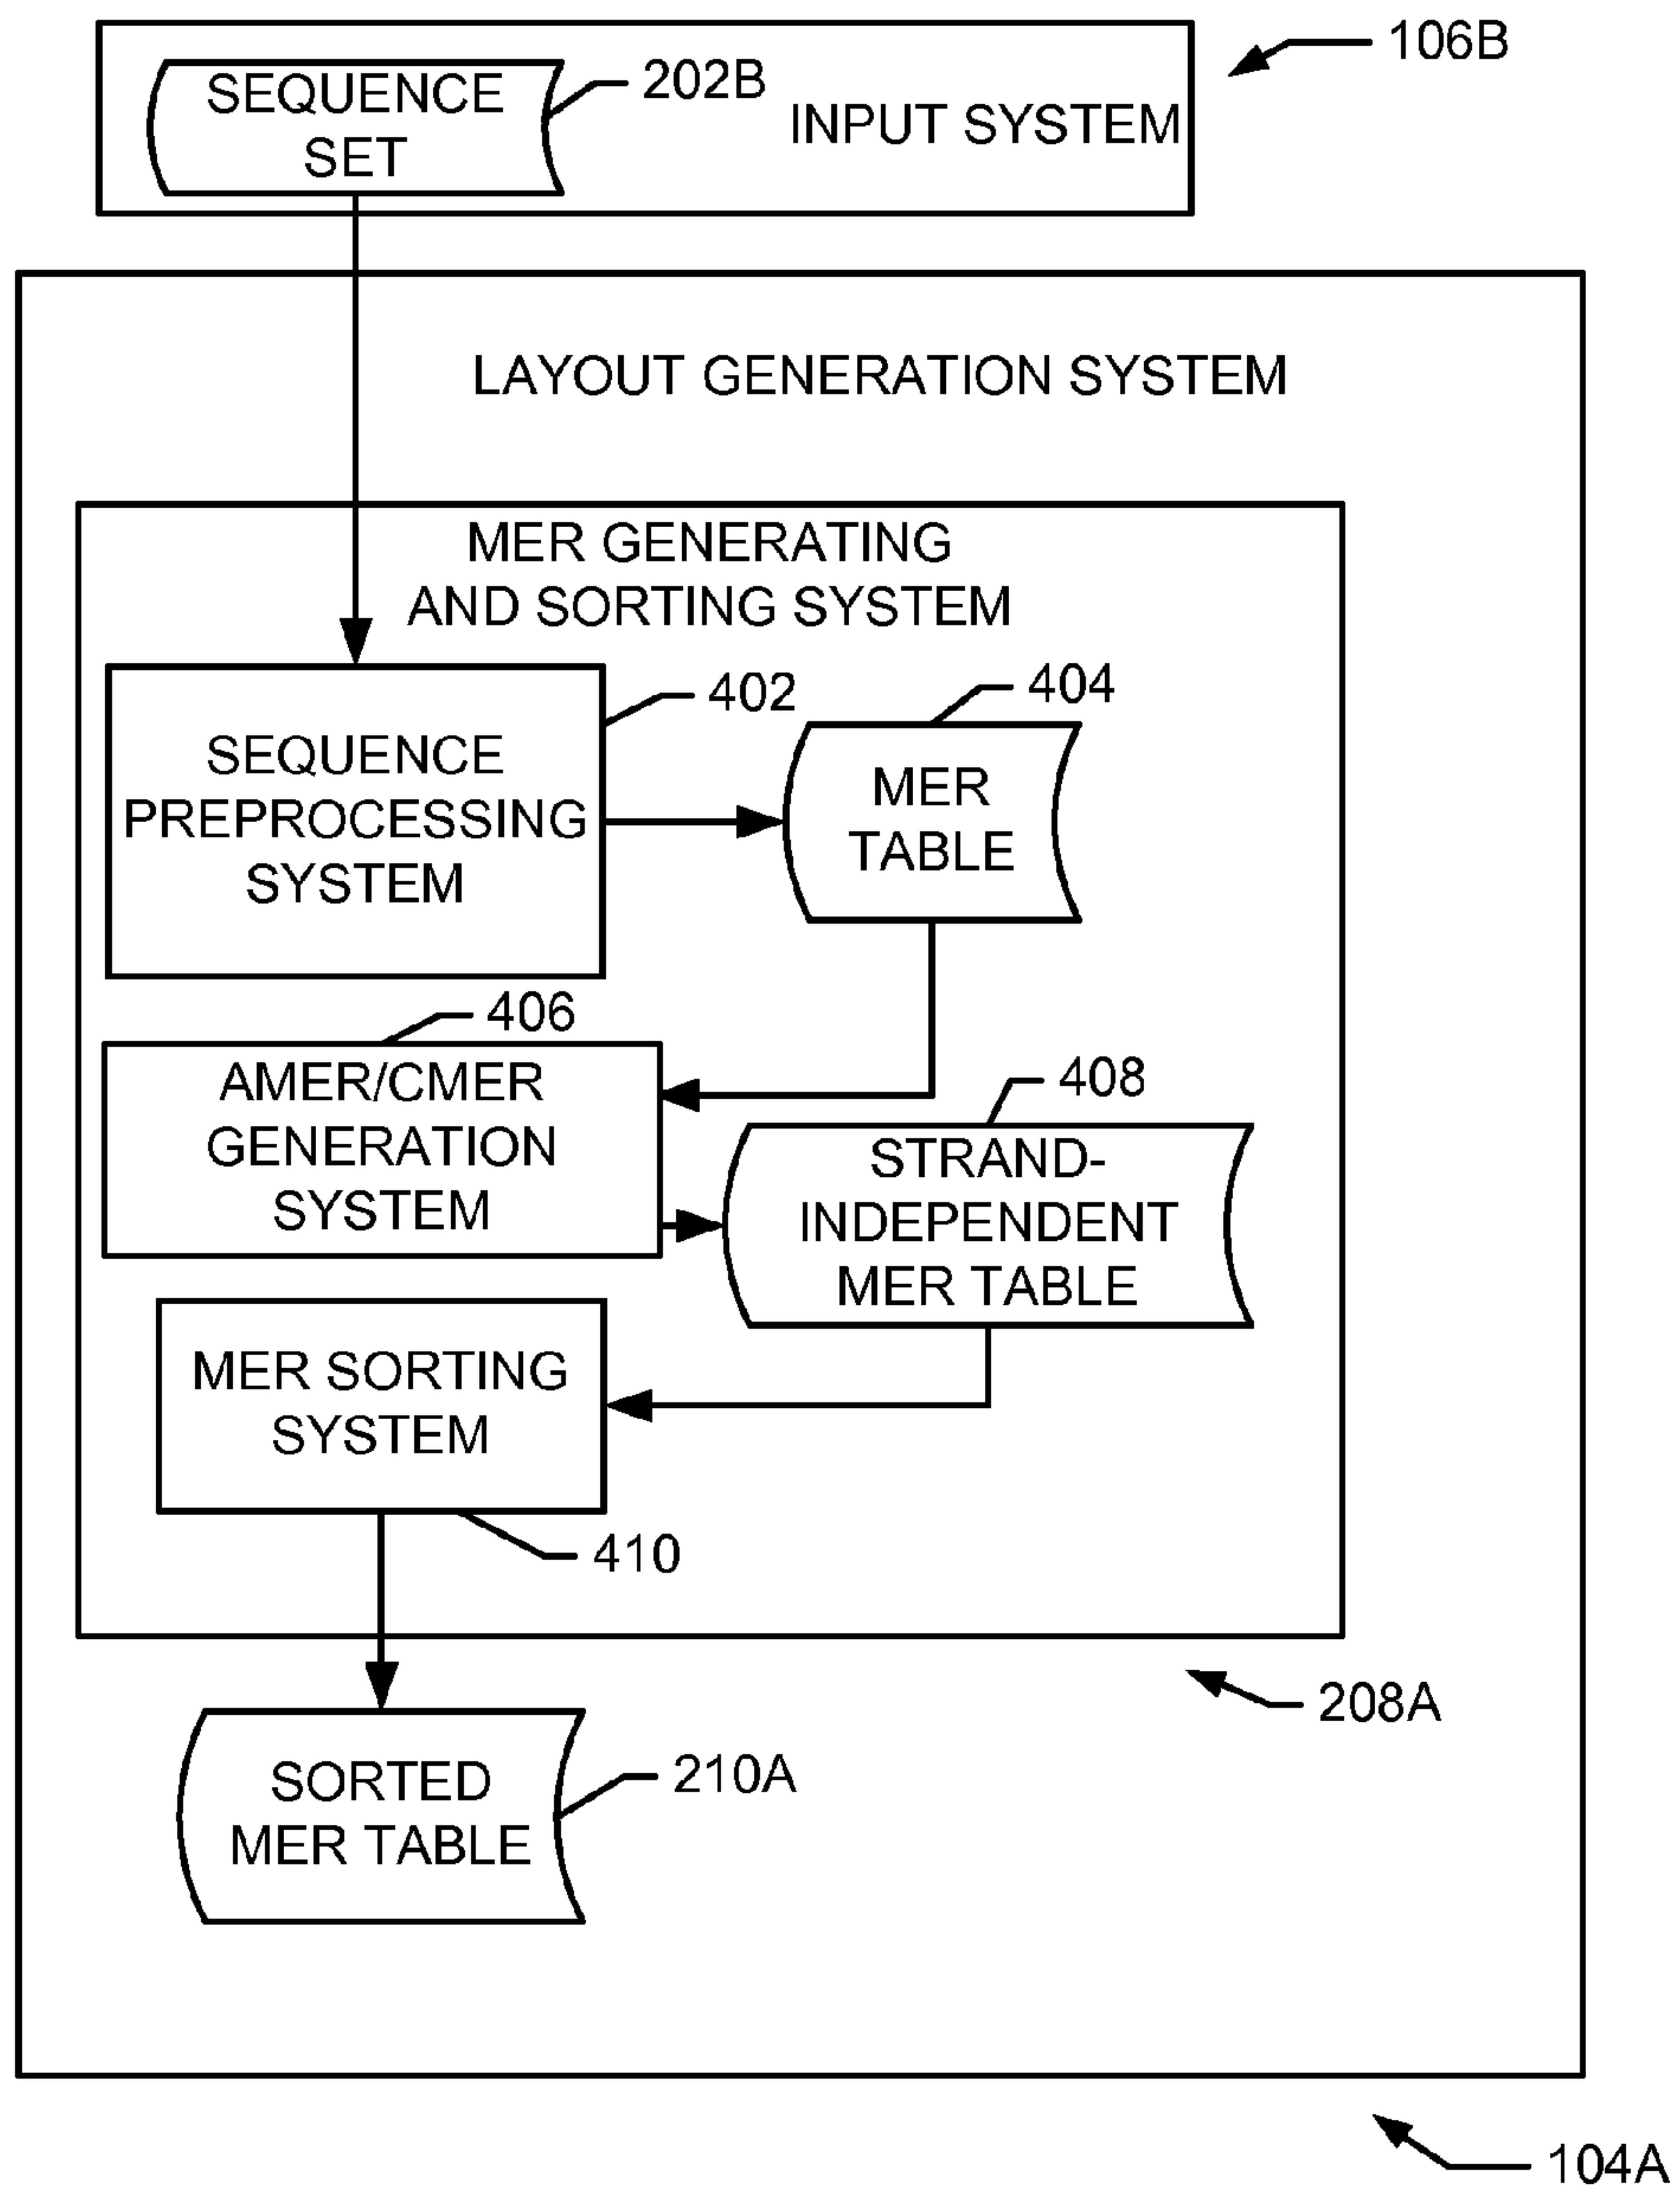 106B
SEQUENCE
SET
202B
INPUT SYSTEM
LAYOUT GENERATION SYSTEM
MER GENERATING
AND SORTING SYSTEM
402
404
SEQUENCE
PREPROCESSING
SYSTEM
MER
TABLE
406
AMER/CMER
GENERATION
SYSTEM
408
STRAND-
INDEPENDENT
MER TABLE
MER SORTING
SYSTEM
410
208A
SORTED
MER TABLE
210A
104A